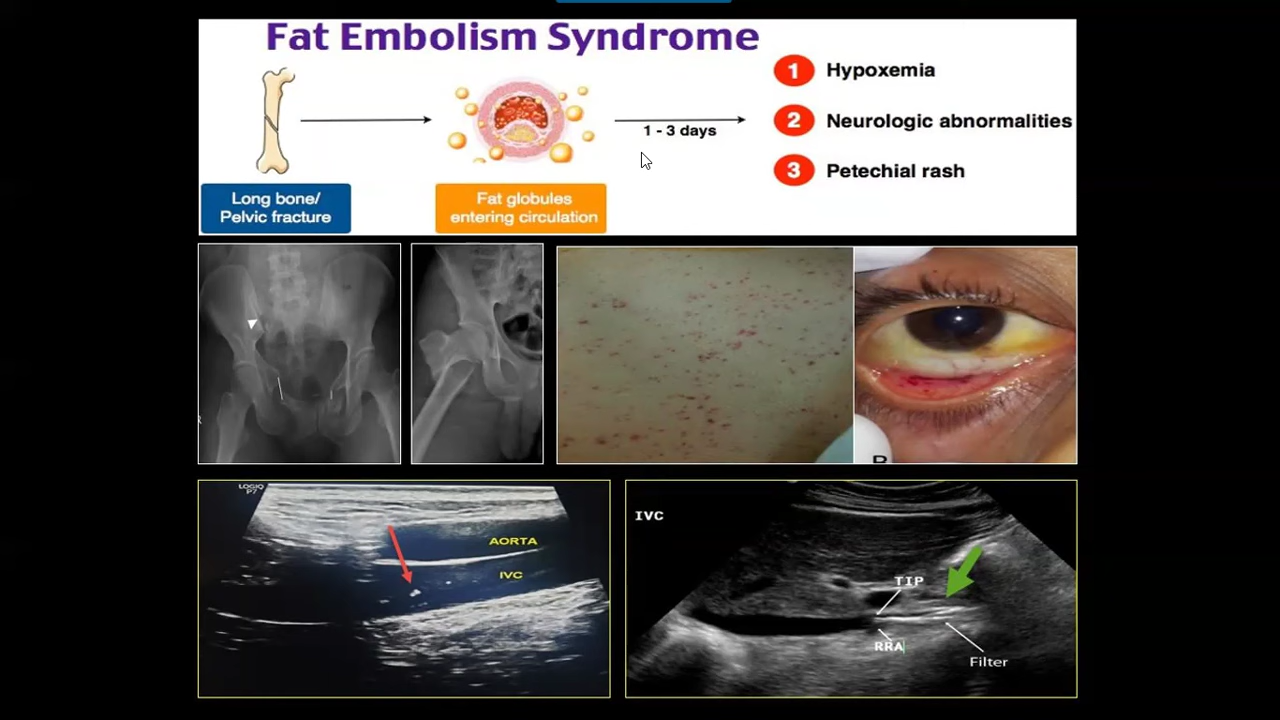 Fat Embolism Syndrome
1 Hypoxemia
1 - 3 days
2 Neurologic abnormalities
3 Petechial rash
Long bone/
Pelvic fracture
Fat globules
entering circulation
LOGIQ
P7
AORTA
IVC
IVC
TIP
RRA
Filter